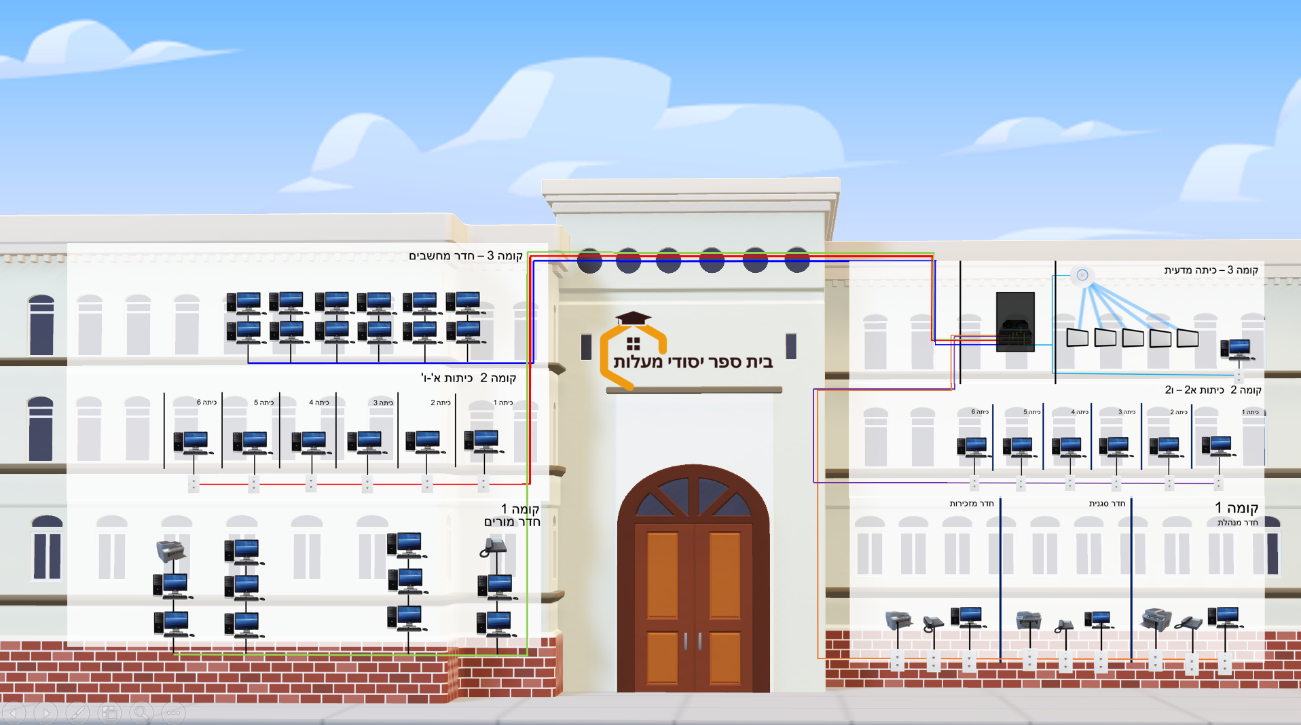 קומה 3 – חדר מחשבים
קומה 2 כיתות א'-ו'
כיתה 1
כיתה 2
כיתה 3
כיתה 4
כיתה 5
כיתה 6
קומה 1
חדר מורים
בית ספר יסודי מעלות
קומה 3 – כיתה מדעית
קומה 2 כיתות א2 – ו2
כיתה 1
כיתה 2
כיתה 3
כיתה 4
כיתה 5
כיתה 6
קומה 1
חדר מנהלת
חדר סגנית
חדר מזכירות